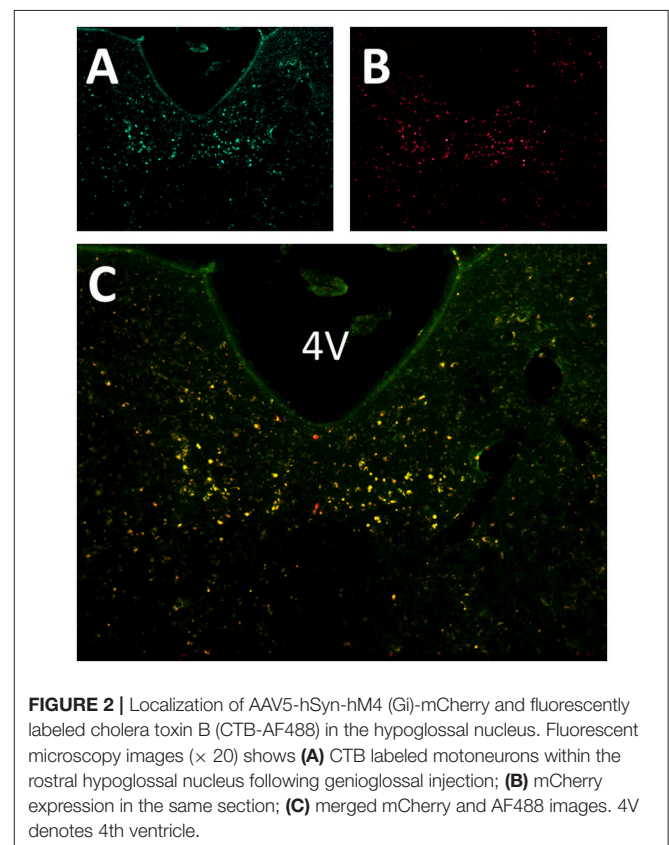 A
B
C
4V
FIGURE 2 | Localization of AAV5-hSyn-hM4 (Gi)-mCherry and fluorescently
labeled cholera toxin B (CTB-AF488) in the hypoglossal nucleus. Fluorescent
microscopy images (× 20) shows (A) CTB labeled motoneurons within the
rostral hypoglossal nucleus following genioglossal injection; (B) mCherry
expression in the same section; (C) merged mCherry and AF488 images. 4V
denotes 4th ventricle.